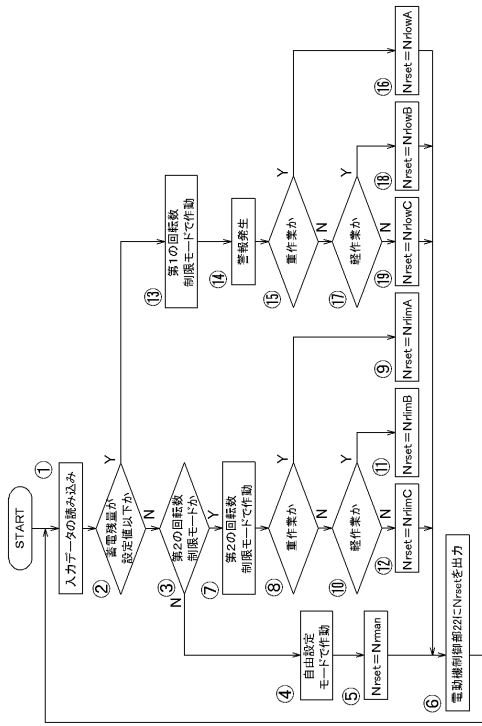 START
①
入力データの読み込み
②
蓄電残量が
設定値以下か
Y
N
③
第2の回転数
制限モードか
N
Y
④
自由設定
モードで作動
⑤
Nrset=Nrman
⑥
電動機制御部22にNrsetを出力
⑦
第2の回転数
制限モードで作動
⑧
重作業か
Y
N
⑨
Nrset=NrlimA
⑩
軽作業か
Y
N
⑪
Nrset=NrlimB
⑫
Nrset=NrlimC
⑬
第1の回転数
制限モードで作動
⑭
警報発生
⑮
重作業か
Y
N
⑯
Nrset=NrlowA
⑰
軽作業か
Y
N
⑱
Nrset=NrlowB
⑲
Nrset=NrlowC